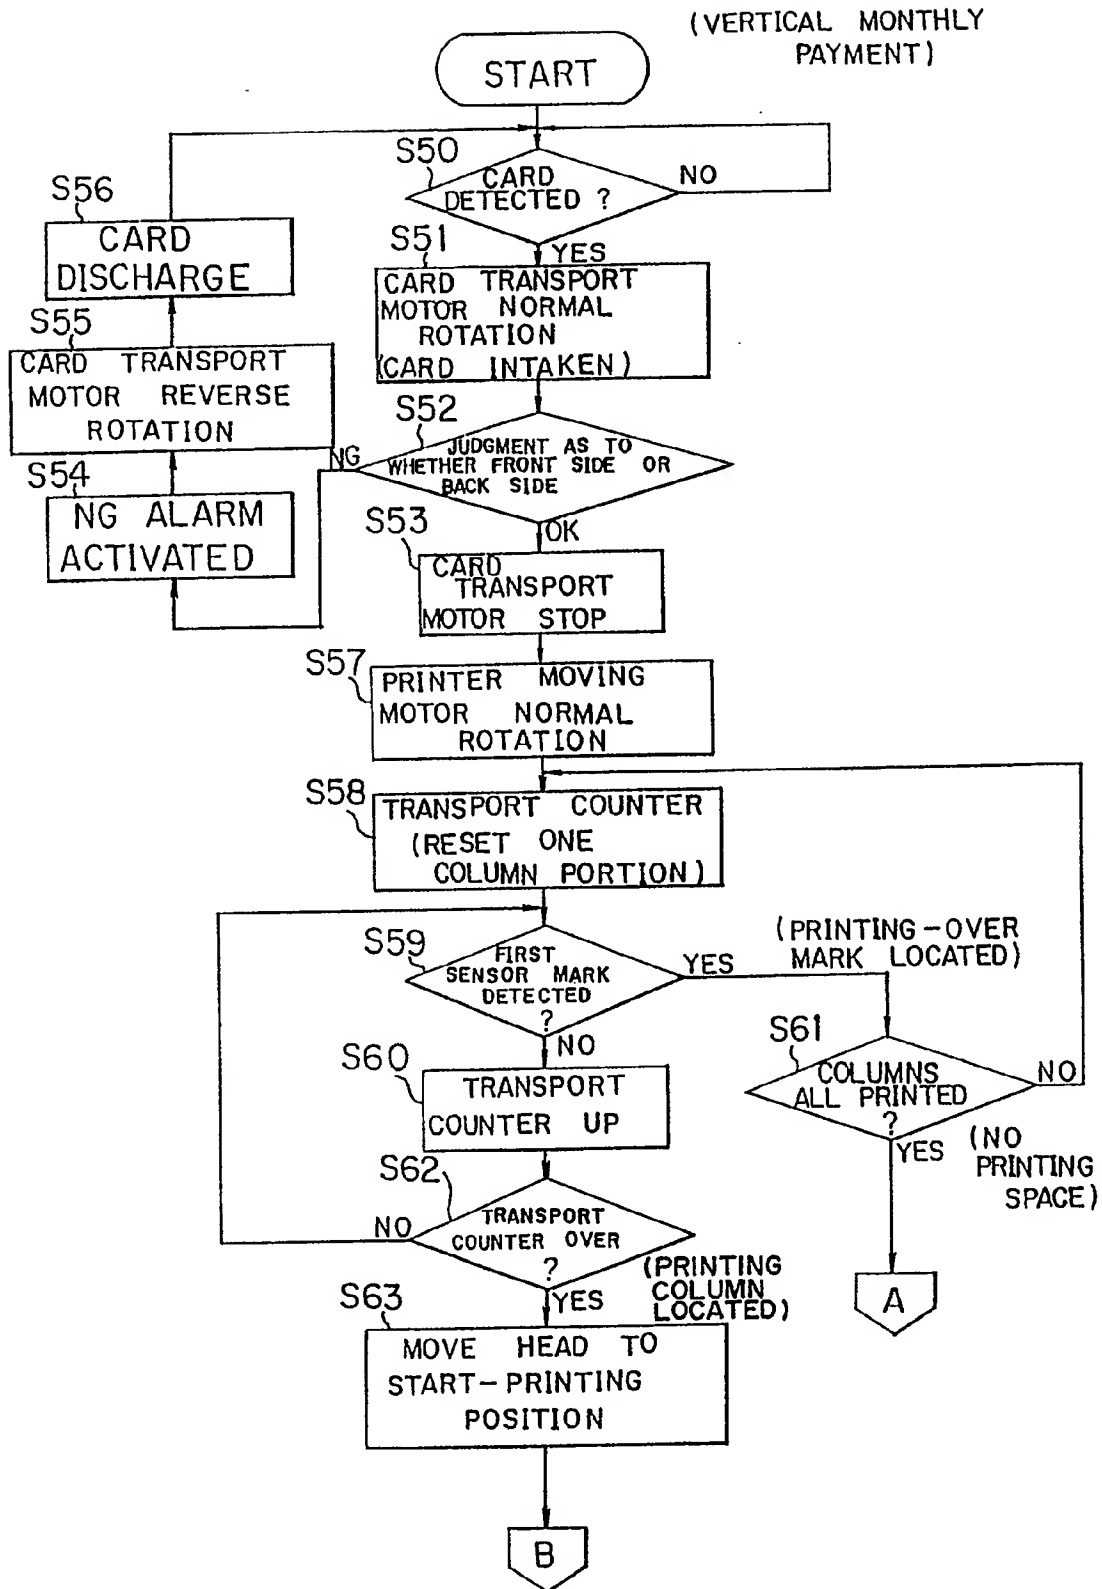 (VERTICAL MONTHLY
PAYMENT)
START
S50
CARD
DETECTED ?
NO
YES
S51
CARD TRANSPORT
MOTOR NORMAL
ROTATION
(CARD INTAKEN)
S52
JUDGMENT AS TO
WHETHER FRONT SIDE OR
BACK SIDE
NG
OK
S56
CARD
DISCHARGE
S55
CARD TRANSPORT
MOTOR REVERSE
ROTATION
S54
NG ALARM
ACTIVATED
S53
CARD
TRANSPORT
MOTOR STOP
S57
PRINTER MOVING
MOTOR NORMAL
ROTATION
S58
TRANSPORT COUNTER
(RESET ONE
COLUMN PORTION)
S59
FIRST
SENSOR MARK
DETECTED
?
YES
(PRINTING-OVER
MARK LOCATED)
NO
S61
COLUMNS
ALL PRINTED
?
NO
YES
(NO
PRINTING
SPACE)
S60
TRANSPORT
COUNTER UP
S62
TRANSPORT
COUNTER OVER
?
NO
YES
(PRINTING
COLUMN
LOCATED)
A
S63
MOVE HEAD TO
START-PRINTING
POSITION
B